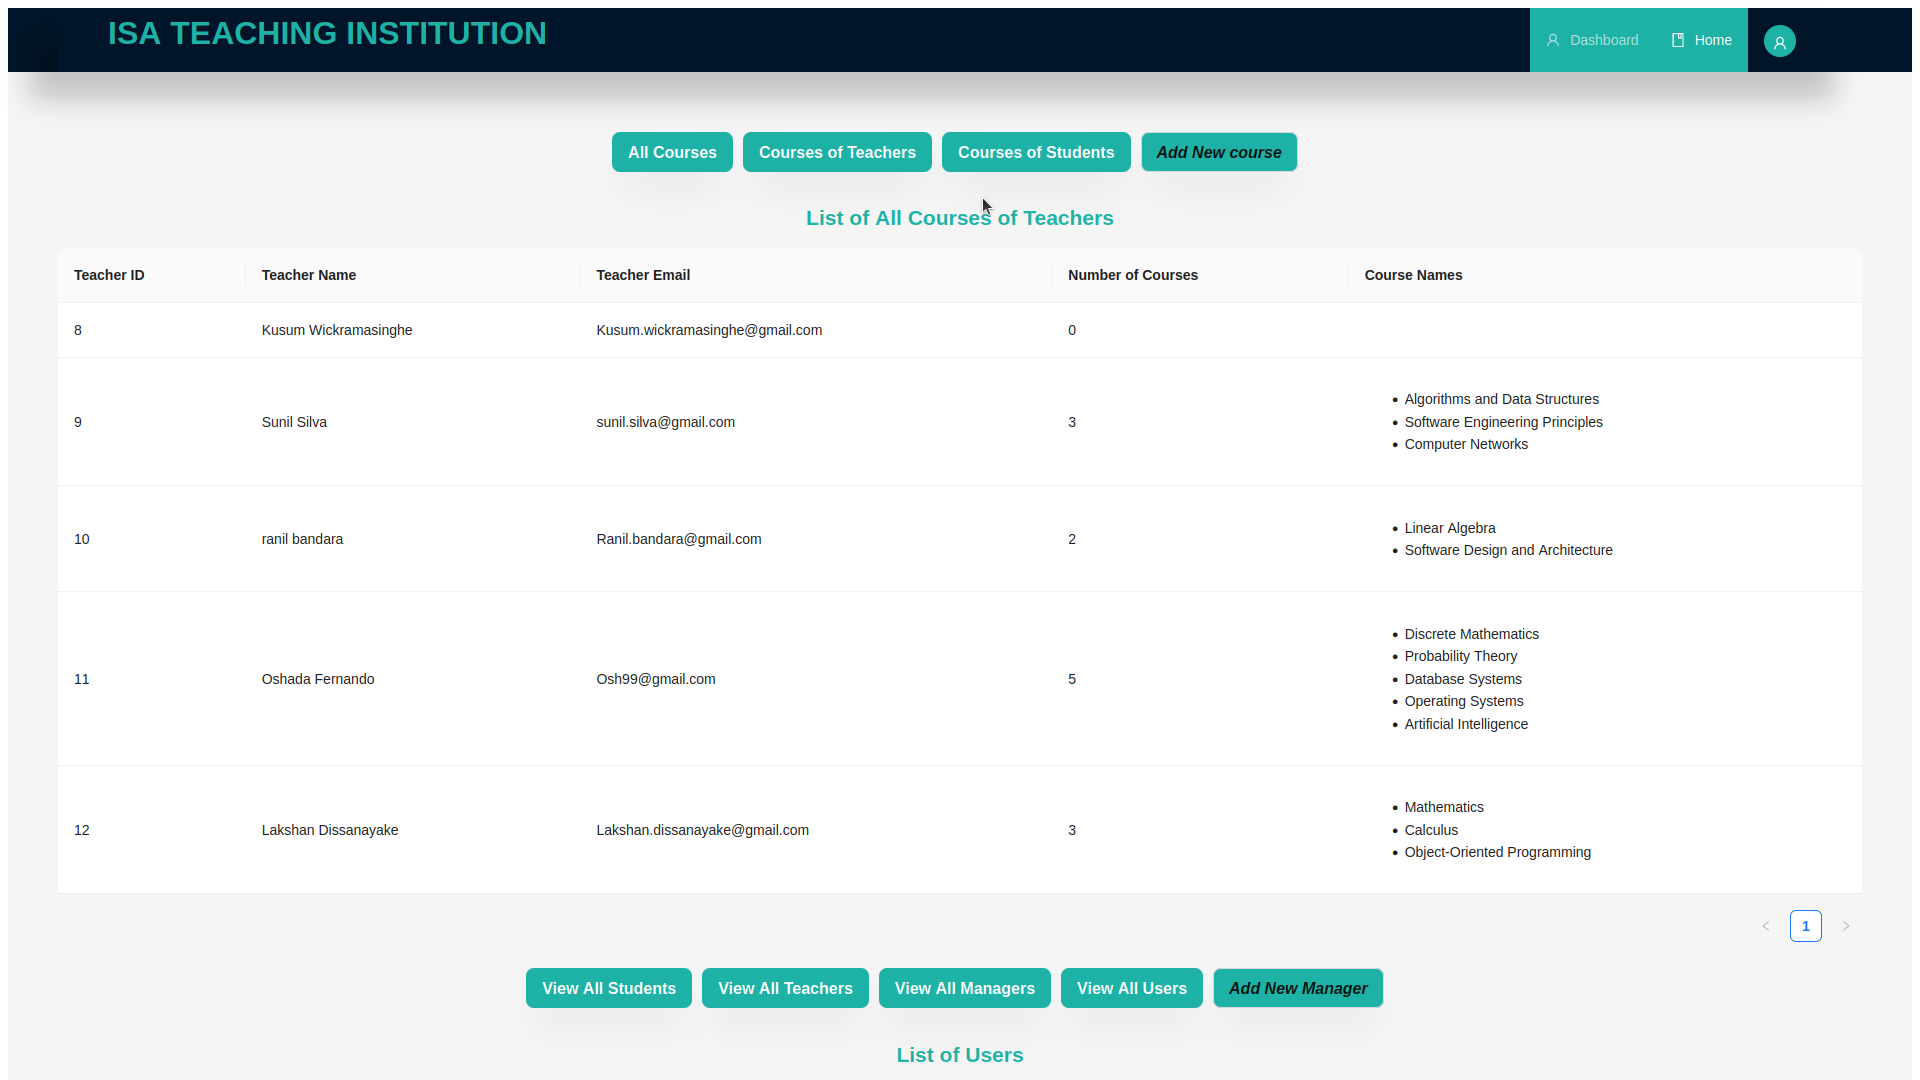 ISA TEACHING INSTITUTION
Dashboard
Home
All Courses
Courses of Teachers
Courses of Students
Add New course
List of All Courses of Teachers
Teacher ID
Teacher Name
Teacher Email
Number of Courses
Course Names
8
Kusum Wickramasinghe
Kusum.wickramasinghe@gmail.com
0
9
Sunil Silva
sunil.silva@gmail.com
3
Algorithms and Data Structures
Software Engineering Principles
Computer Networks
10
ranil bandara
Ranil.bandara@gmail.com
2
Linear Algebra
Software Design and Architecture
11
Oshada Fernando
Osh99@gmail.com
5
Discrete Mathematics
Probability Theory
Database Systems
Operating Systems
Artificial Intelligence
12
Lakshan Dissanayake
Lakshan.dissanayake@gmail.com
3
Mathematics
Calculus
Object-Oriented Programming
1
View All Students
View All Teachers
View All Managers
View All Users
Add New Manager
List of Users